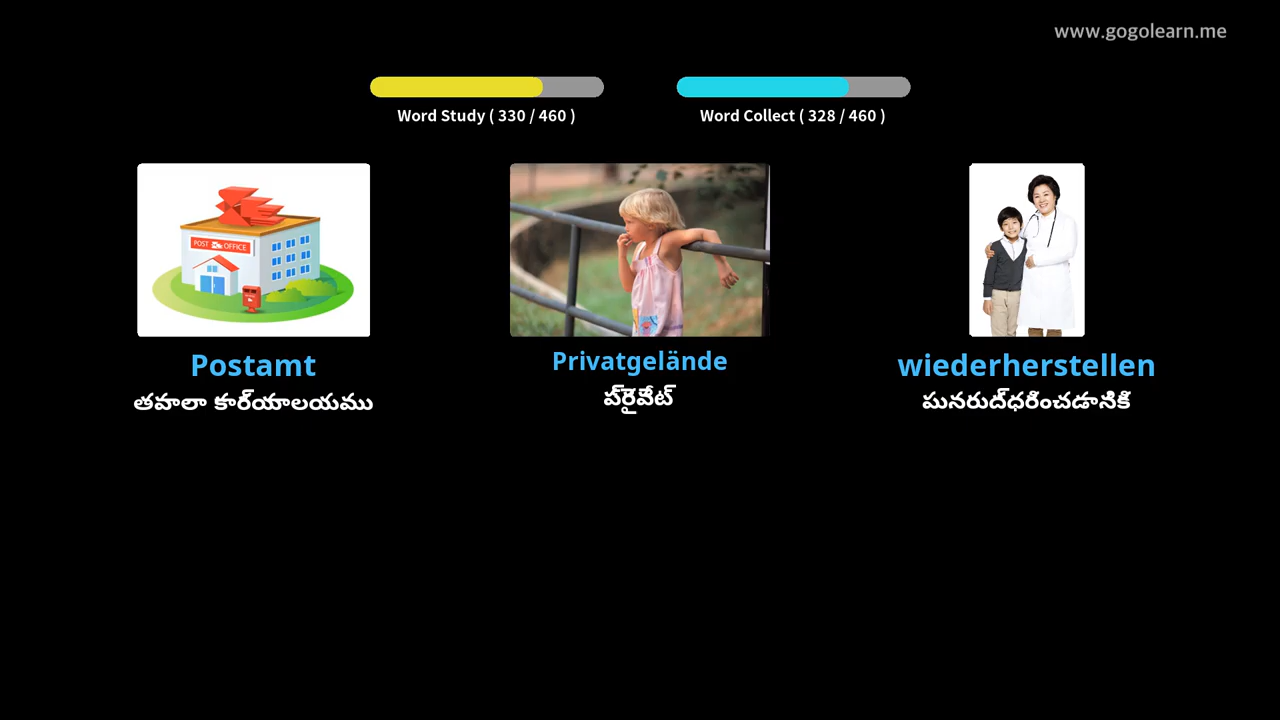 www.gogolearn.me
Word Study ( 330 / 460 )
Word Collect ( 328 / 460 )
POST OFFICE
Postamt
తపాలా కార్యాలయము
Privatgelände
ప్రైవేట్
wiederherstellen
పునరుద్ధరించడానికి